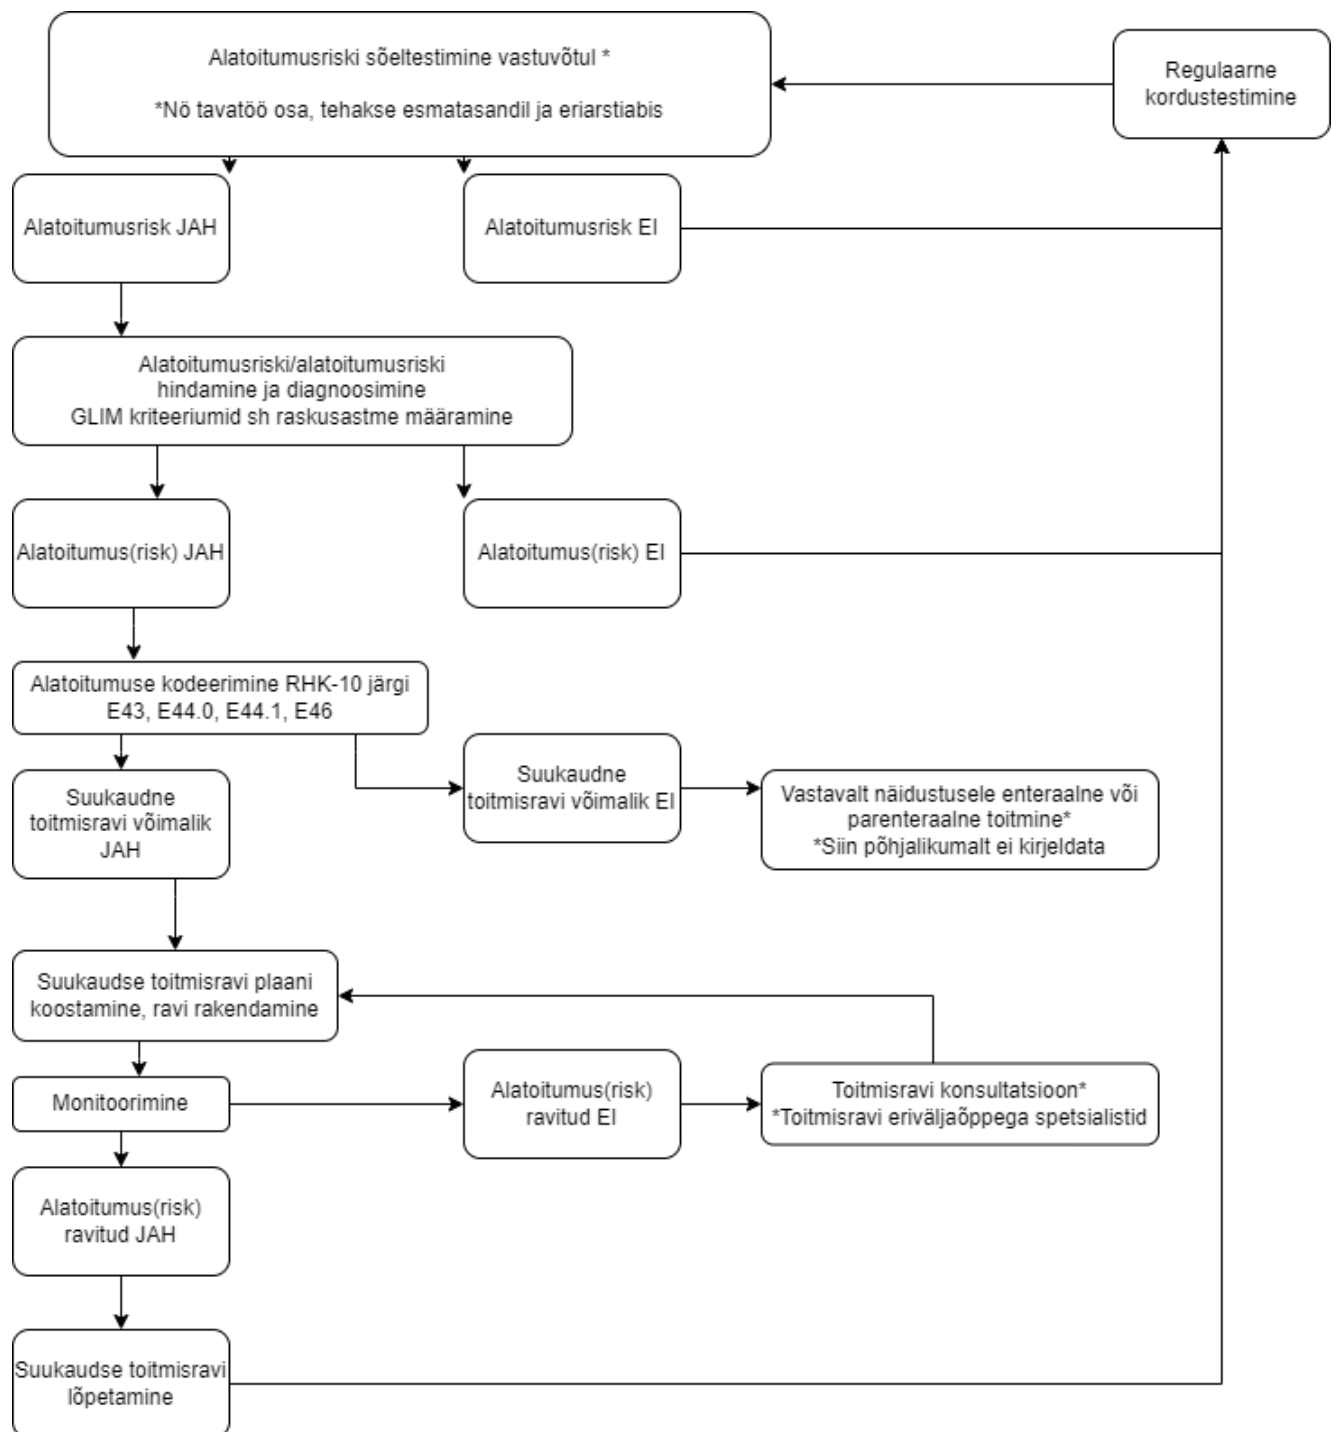 Alatoitumusriski sõeltestimine vastuvõtul *
*Nö tavatöö osa, tehakse esmatasandil ja eriarstiabis
Regulaarne
kordustestimine
Alatoitumusrisk JAH
Alatoitumusrisk EI
Alatoitumusriski/alatoitumusriski
hindamine ja diagnoosimine
GLIM kriteeriumid sh raskusastme määramine
Alatoitumus(risk) JAH
Alatoitumus(risk) EI
Alatoitumuse kodeerimine RHK-10 järgi
E43, E44.0, E44.1, E46
Suukaudne
toitmisravi võimalik
JAH
Suukaudne
toitmisravi võimalik EI
Vastavalt näidustusele enteraalne või
parenteraalne toitmine*
*Siin põhjalikumalt ei kirjeldata
Suukaudse toitmisravi plaani
koostamine, ravi rakendamine
Monitoorimine
Alatoitumus(risk)
ravitud EI
Toitmisravi konsultatsioon*
*Toitmisravi eriväljaõppega spetsialistid
Alatoitumus(risk)
ravitud JAH
Suukaudse toitmisravi
lõpetamine